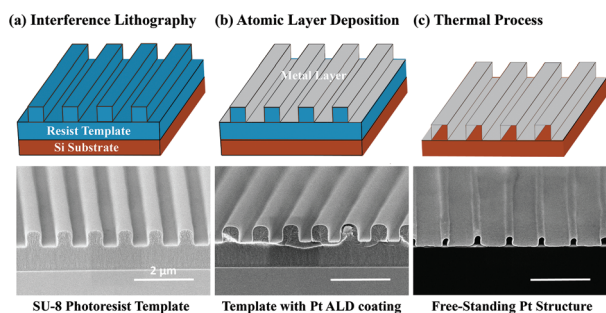 (a) Interference Lithography
(b) Atomic Layer Deposition
(c) Thermal Process
Metal Layer
Resist Template
Si Substrate
2 μm
SU-8 Photoresist Template
Template with Pt ALD coating
Free-Standing Pt Structure